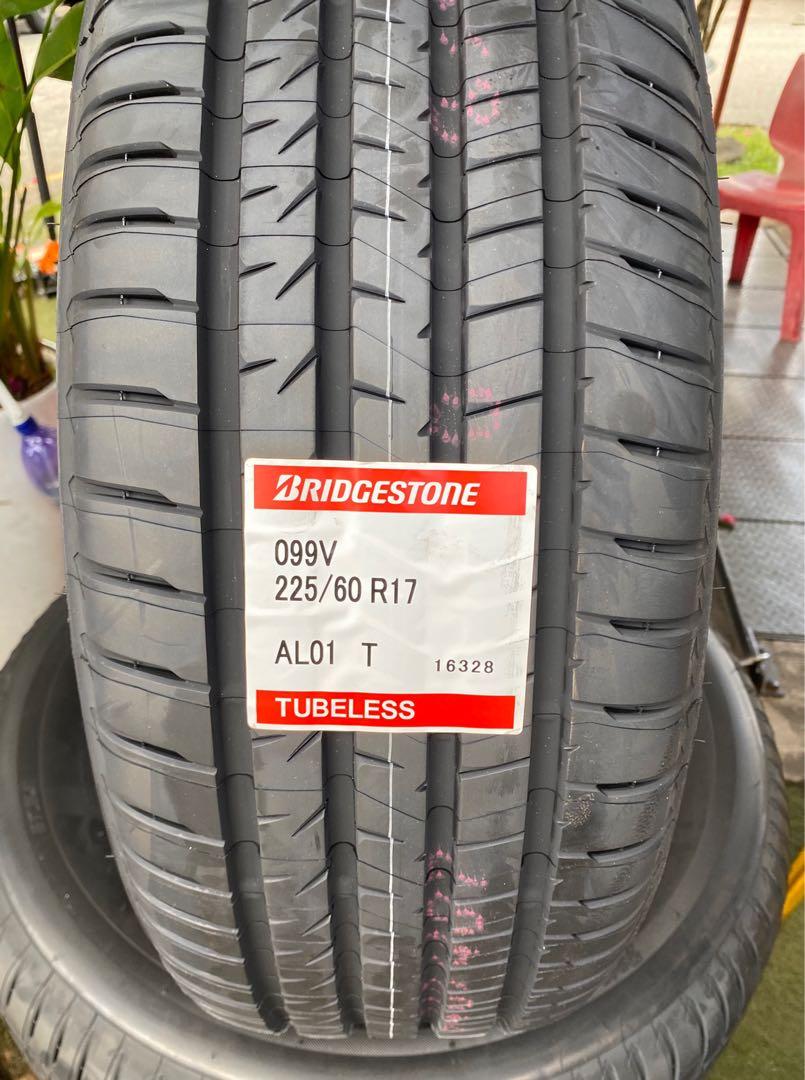 BRIDGESTONE
099V
225/60 R17
AL01 T 16328
TUBELESS